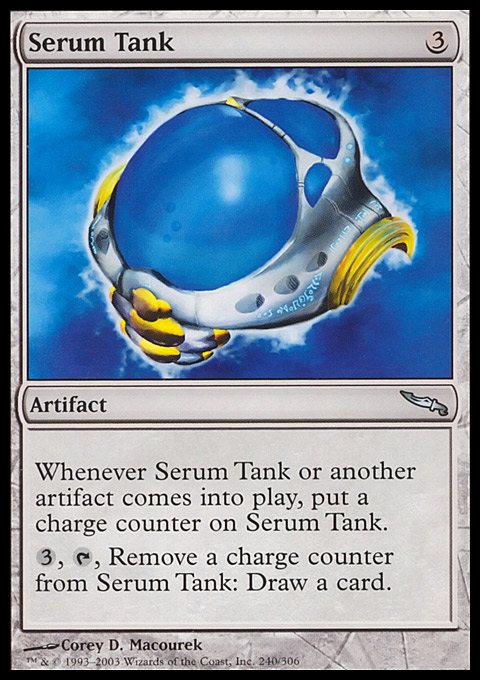 Serum Tank
3
Artifact
Whenever Serum Tank or another
artifact comes into play, put a
charge counter on Serum Tank.
3, , Remove a charge counter
from Serum Tank: Draw a card.
Corey D. Macourek
™ & © 1993–2003 Wizards of the Coast, Inc. 240/306